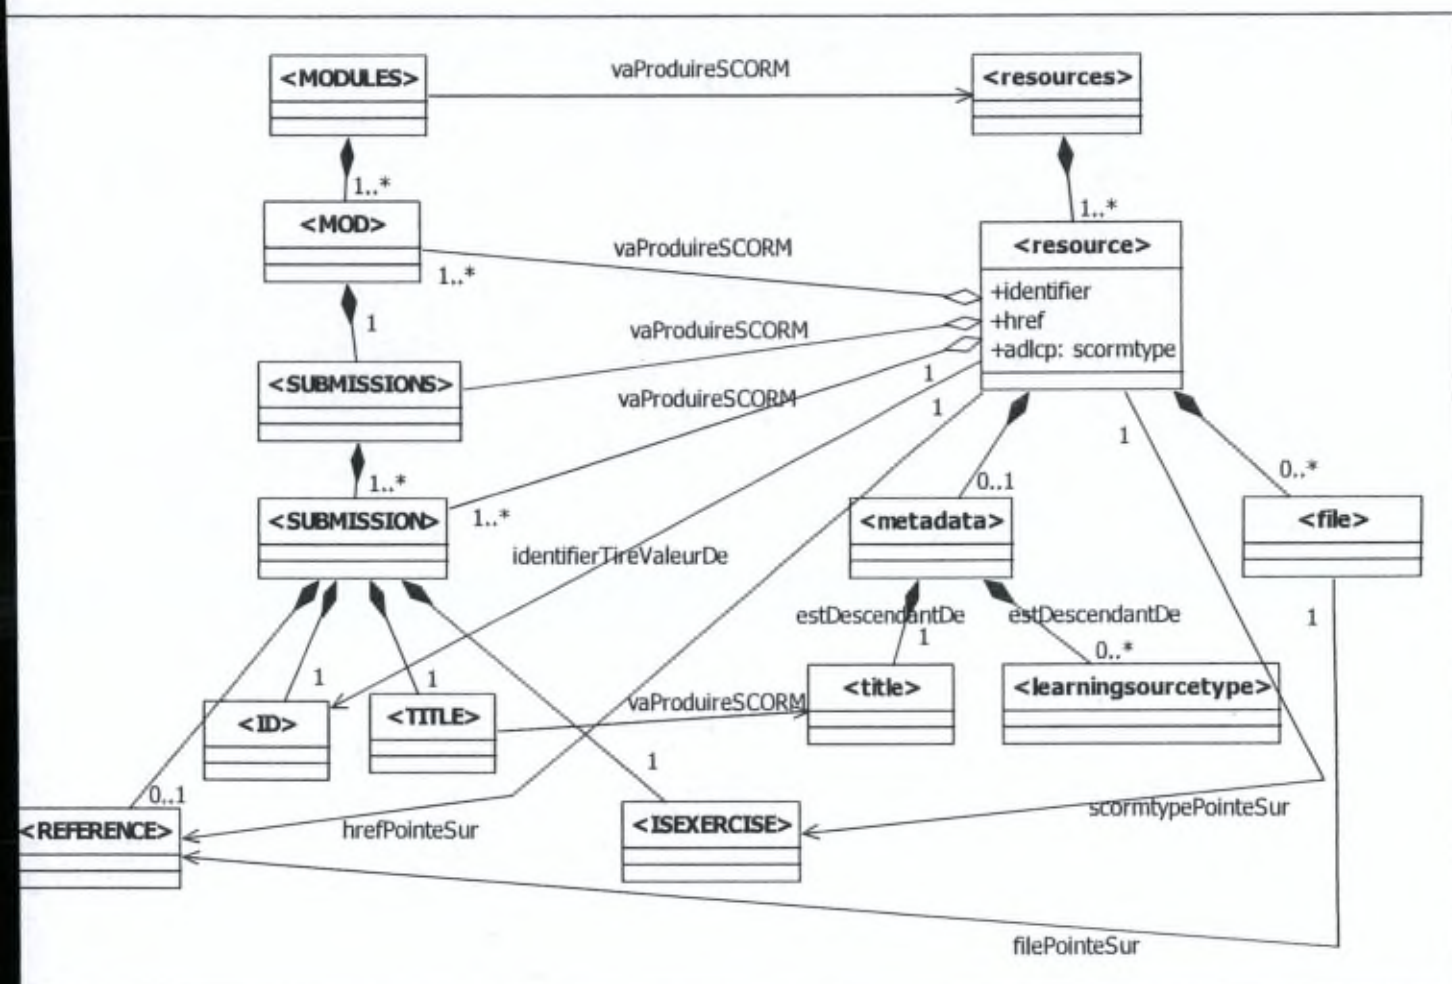 <MODULES>
vaProduireSCORM
<resources>
1..*
<MOD>
1..*
<resource>
vaProduireSCORM
1..*
+identifier
+href
+adlcp: scormtype
1
vaProduireSCORM
<SUBMISSIONS>
vaProduireSCORM
1
1
1
1..*
0..1
0..*
<SUBMISSION>
1..*
<metadata>
<file>
identifierTireValeurDe
estDescendantDe
estDescendantDe
1
1
0..*
1
1
<ID>
<TITLE>
vaProduireSCORM
<title>
<learningsourcetype>
1
0..1
<REFERENCE>
hrefPointeSur
<ISEXERCISE>
scormtypePointeSur
filePointeSur